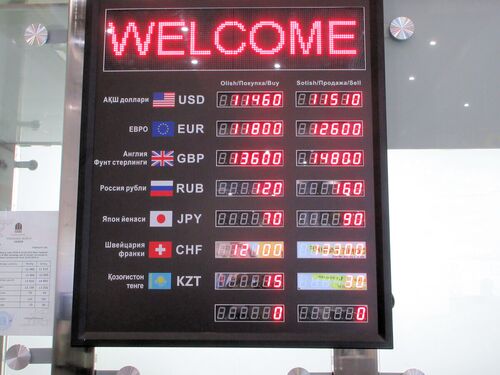 WELCOME
Olish/Покупка/Buy Sotish/Продажа/Sell
АҚШ доллари USD 11460 11510
ЕВРО EUR 11800 12600
Англия
Фунт стерлинги GBP 13600 14800
Россия рубли RUB 120 160
Япон йенаси JPY 70 90
Швейцария
франки CHF 12100
Қозоғистон
тенге KZT 15 30
0 0